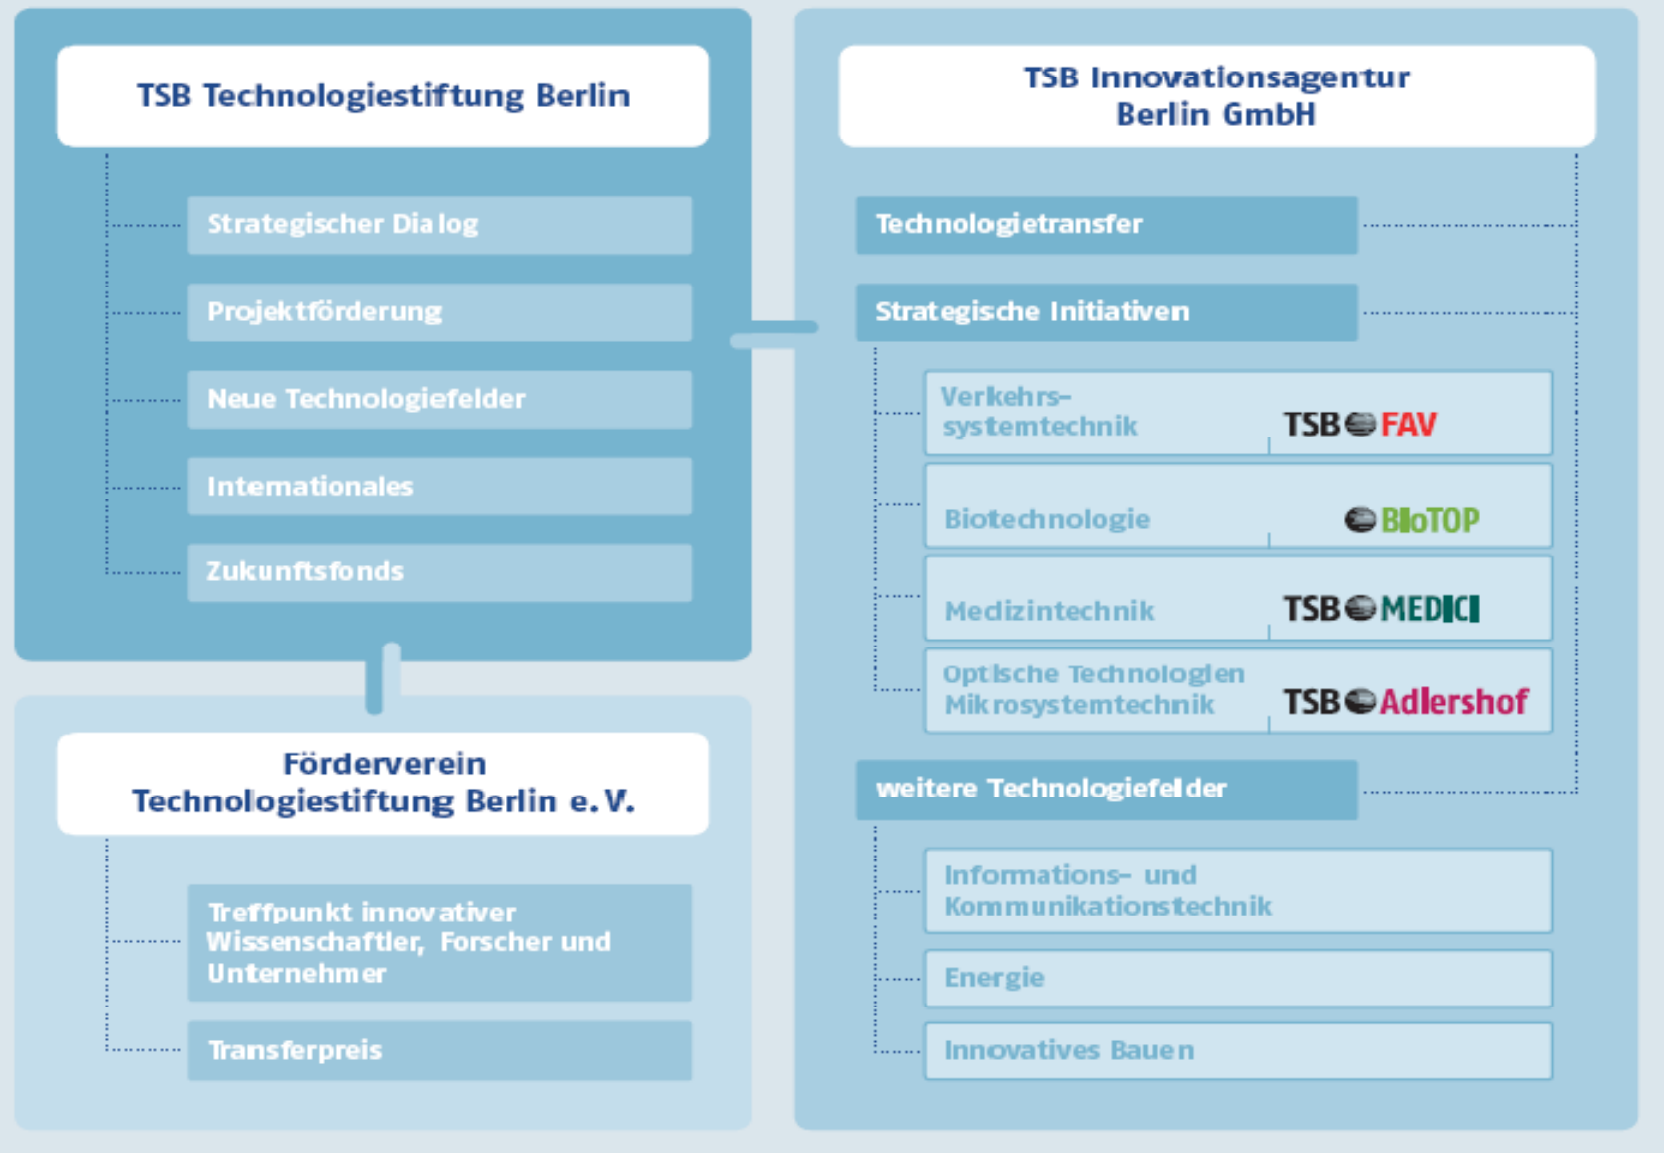 TSB Technologiestiftung Berlin
Strategischer Dialog
Projektförderung
Neue Technologiefelder
Internationales
Zukunftsfonds
Förderverein
Technologiestiftung Berlin e. V.
Treffpunkt innovativer
Wissenschaftler, Forscher und
Unternehmer
Transferpreis
TSB Innovationsagentur
Berlin GmbH
Technologietransfer
Strategische Initiativen
Verkehrs-
systemtechnik
TSB FAV
Biotechnologie
BIoTOP
Medizintechnik
TSB MEDICI
Optische Technologien
Mikrosystemtechnik
TSB Adlershof
weitere Technologiefelder
Informations- und
Kommunikationstechnik
Energie
Innovatives Bauen